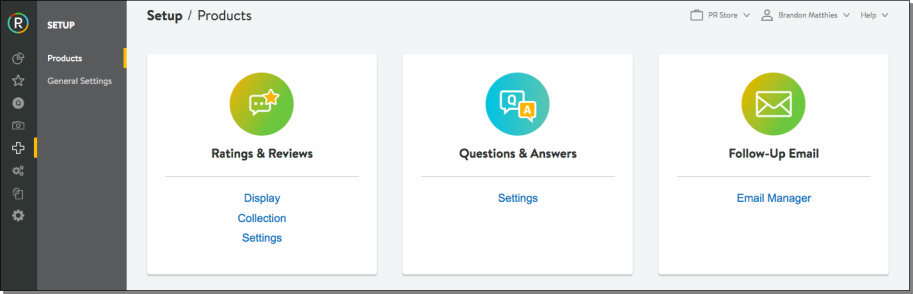 R
SETUP
Products
General Settings
Setup / Products
PR Store
Brandon Matthies
Help
Ratings & Reviews
Display
Collection
Settings
Q
A
Questions & Answers
Settings
Follow-Up Email
Email Manager